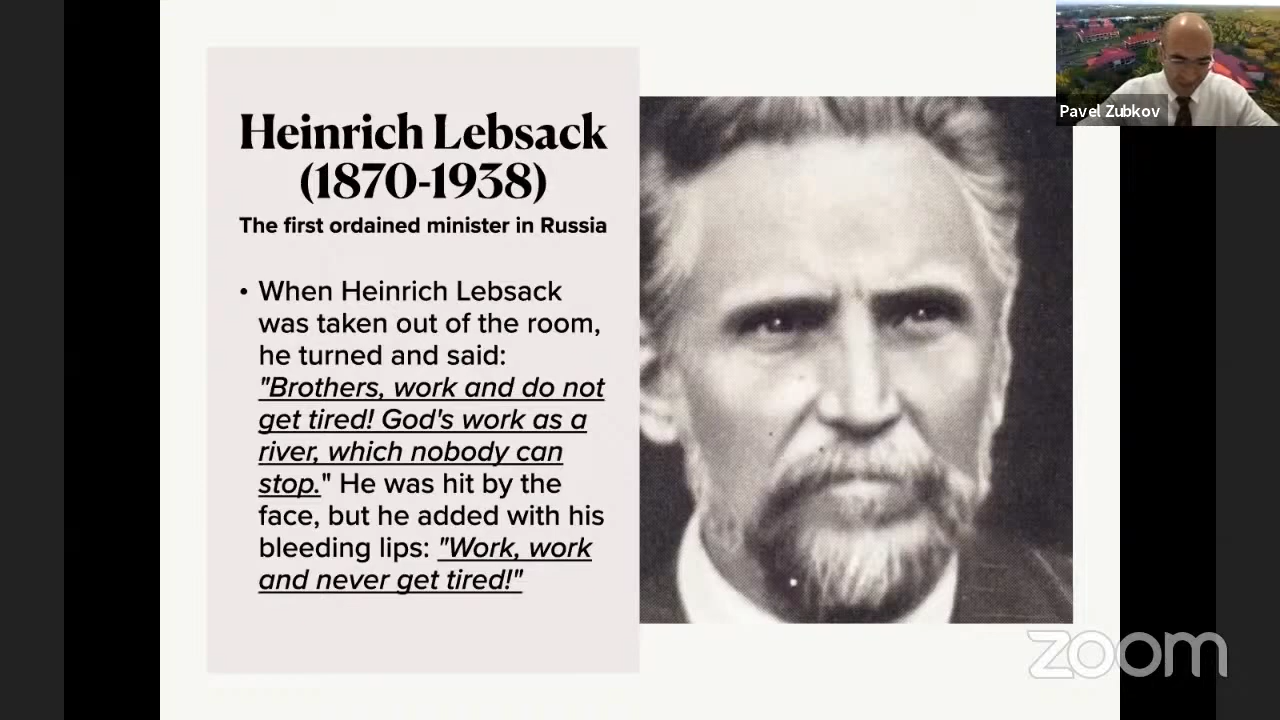 Heinrich Lebsack
(1870-1938)
The first ordained minister in Russia
• When Heinrich Lebsack
was taken out of the room,
he turned and said:
"Brothers, work and do not
get tired! God's work as a
river, which nobody can
stop." He was hit by the
face, but he added with his
bleeding lips: "Work, work
and never get tired!"
Pavel Zubkov
zoom